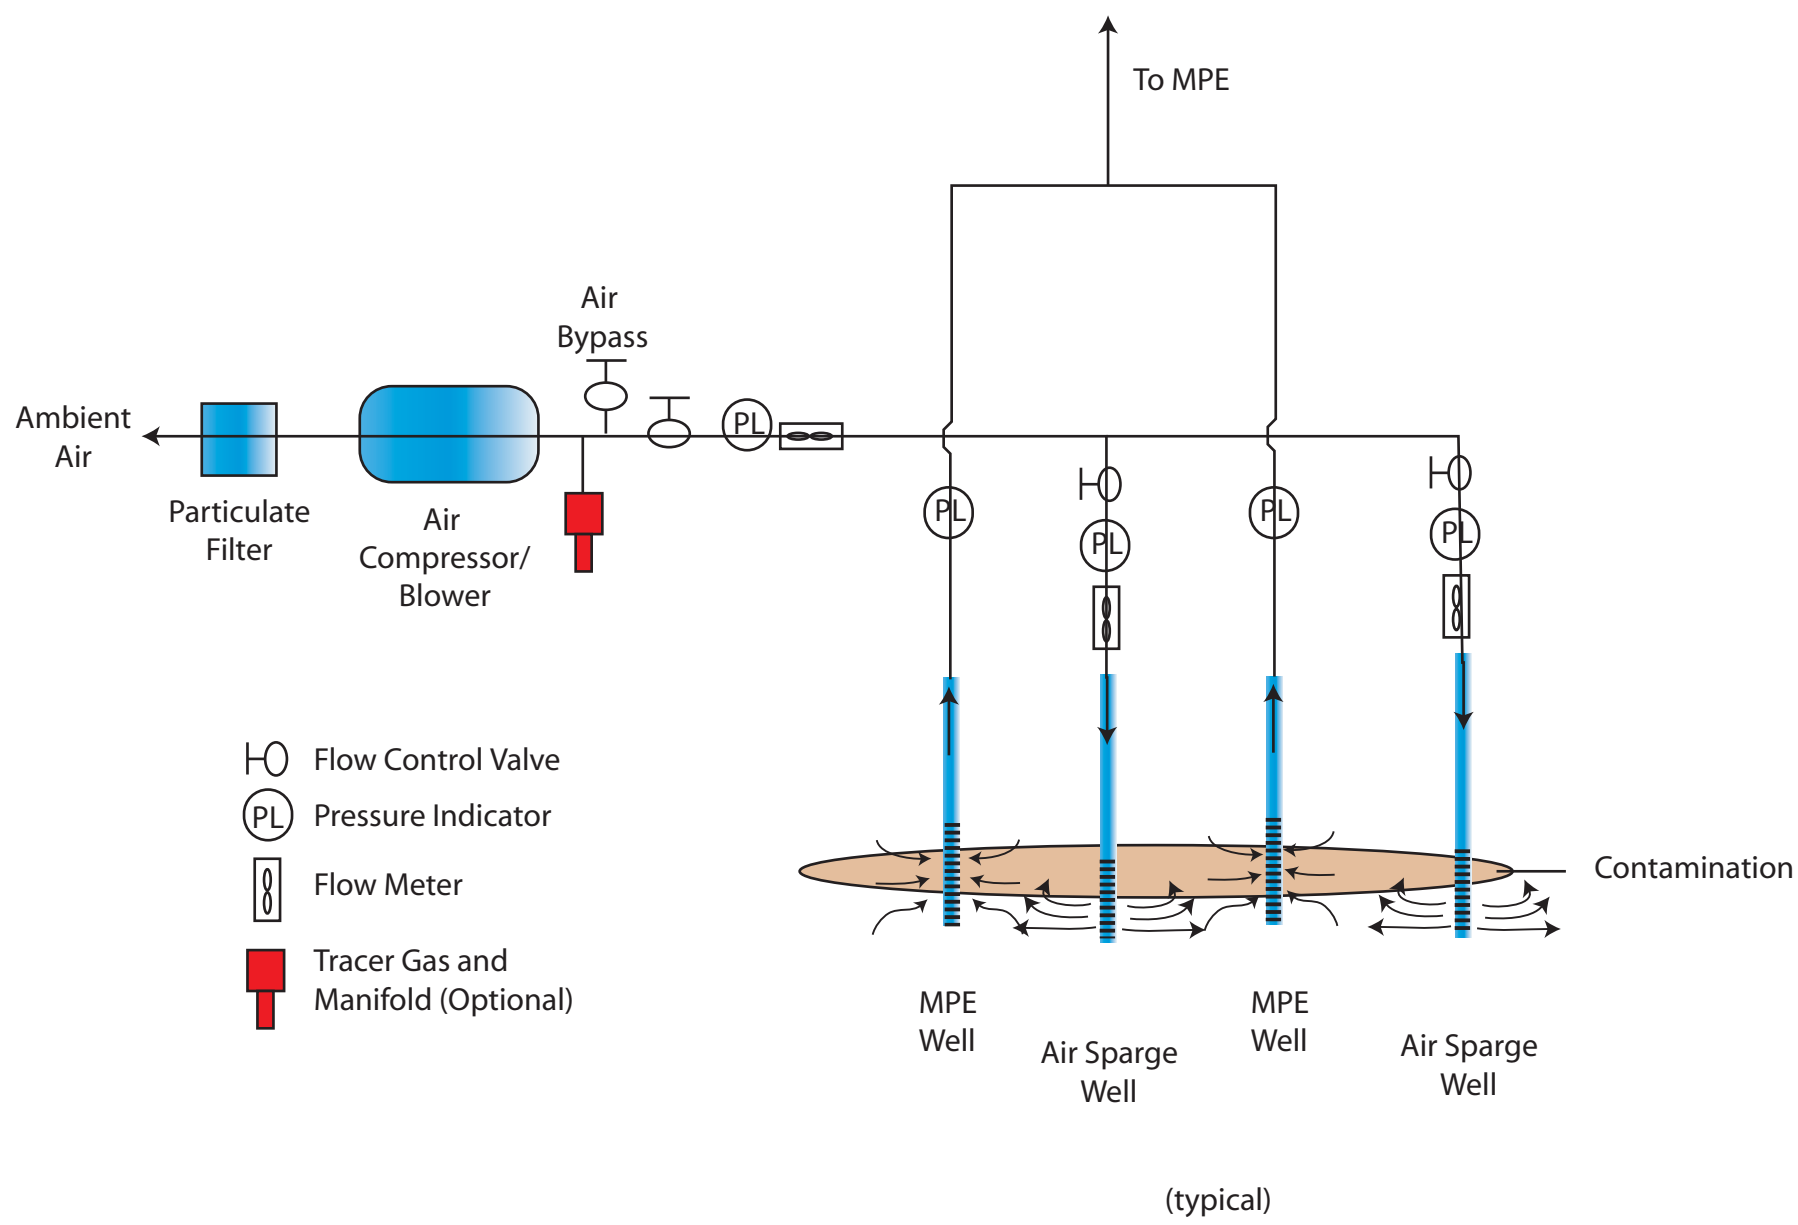 To MPE
Air
Bypass
Ambient
Air
PL
Particulate
Filter
Air
Compressor/
Blower
PL
PL
PL
PL
Flow Control Valve
PL
Pressure Indicator
Flow Meter
Tracer Gas and
Manifold (Optional)
Contamination
MPE
Well
Air Sparge
Well
MPE
Well
Air Sparge
Well
(typical)